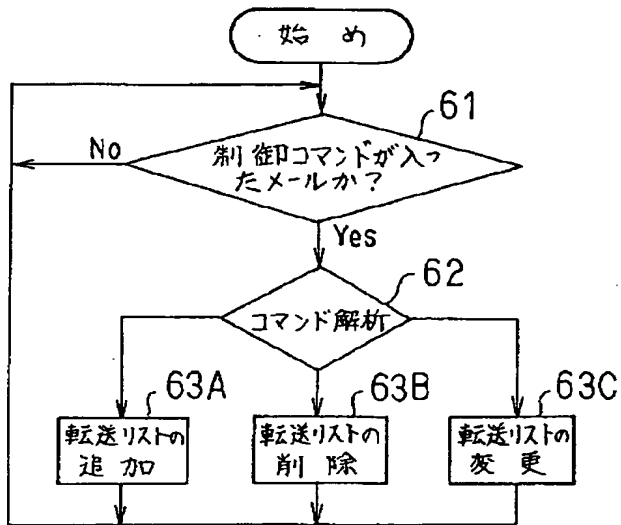 始め
61
制御コマンドが入っ
たメールか?
No
Yes
62
コマンド解析
63A
転送リストの
追加
63B
転送リストの
削除
63C
転送リストの
変更